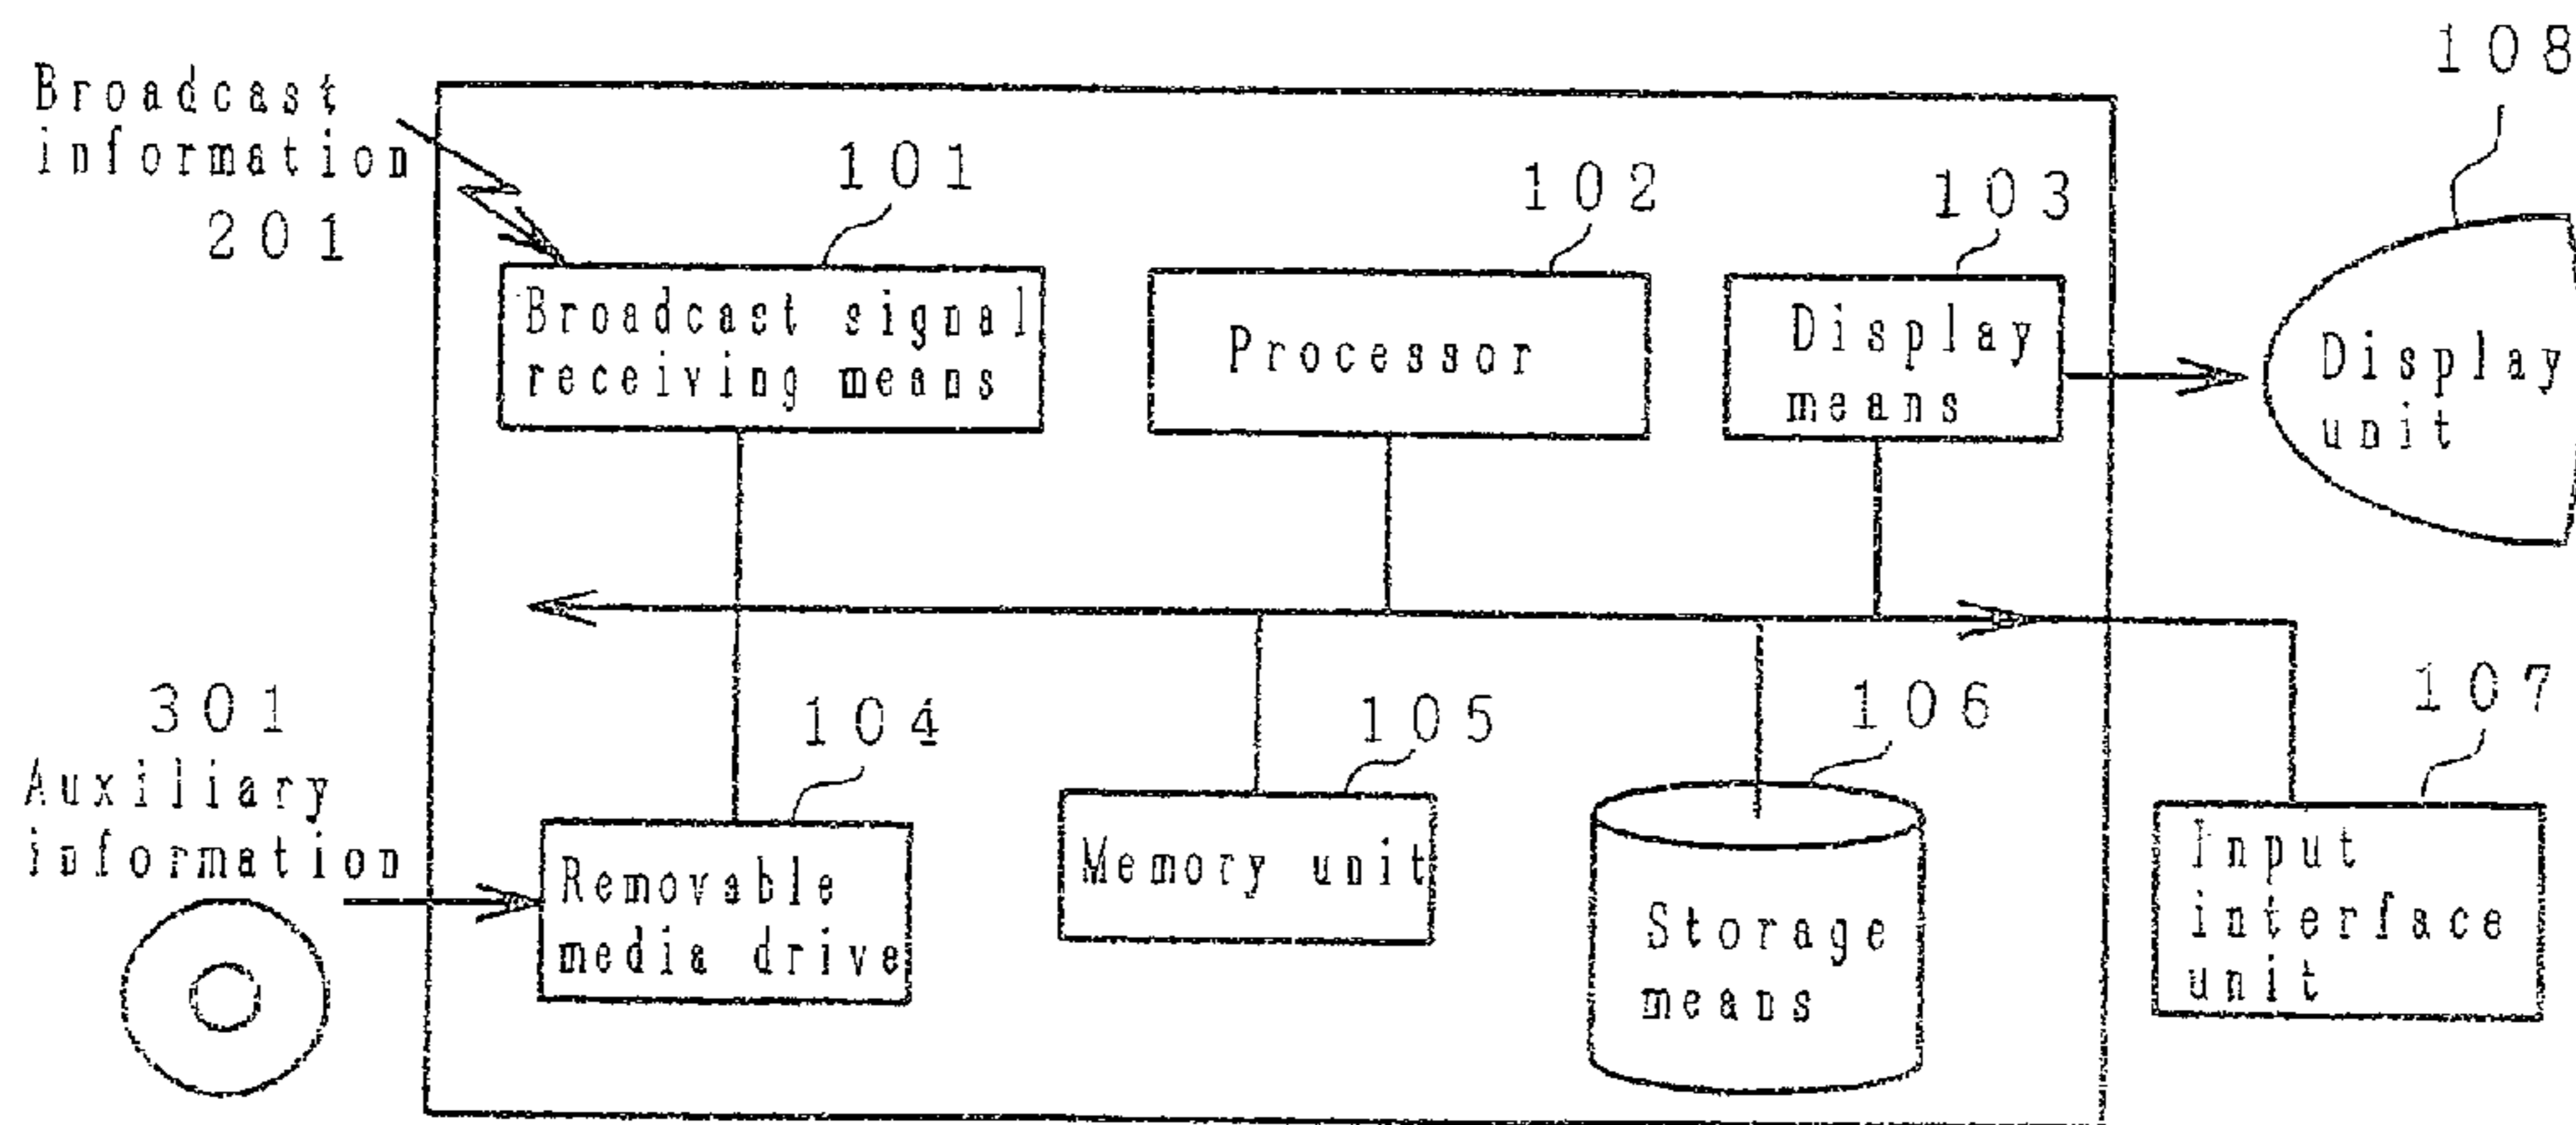 108
Broadcast
information
201
101
102
103
Broadcast signal
receiving means
Processor
Display
means
Display
unit
301
Auxiliary
information
104
105
106
107
Removable
media drive
Memory unit
Storage
means
Input
interface
unit